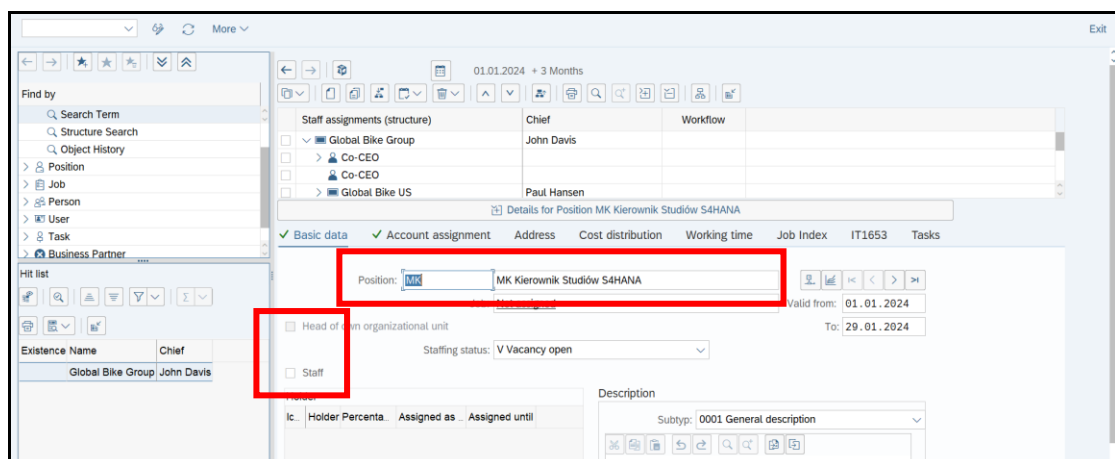 More
Exit
01.01.2024 + 3 Months
Find by
Search Term
Structure Search
Object History
Position
Job
Person
User
Task
Business Partner
Staff assignments (structure) Chief Workflow
Global Bike Group John Davis
Co-CEO
Co-CEO
Global Bike US Paul Hansen
Details for Position MK Kierownik Studiów S4HANA
Basic data Account assignment Address Cost distribution Working time Job Index IT1653 Tasks
Position: MK MK Kierownik Studiów S4HANA
Valid from: 01.01.2024
Head of own organizational unit To: 29.01.2024
Staffing status: V Vacancy open
Staff
Hit list
Existence Name Chief
Global Bike Group John Davis
Description
Ic... Holder Percenta... Assigned as ... Assigned until
Subtyp: 0001 General description